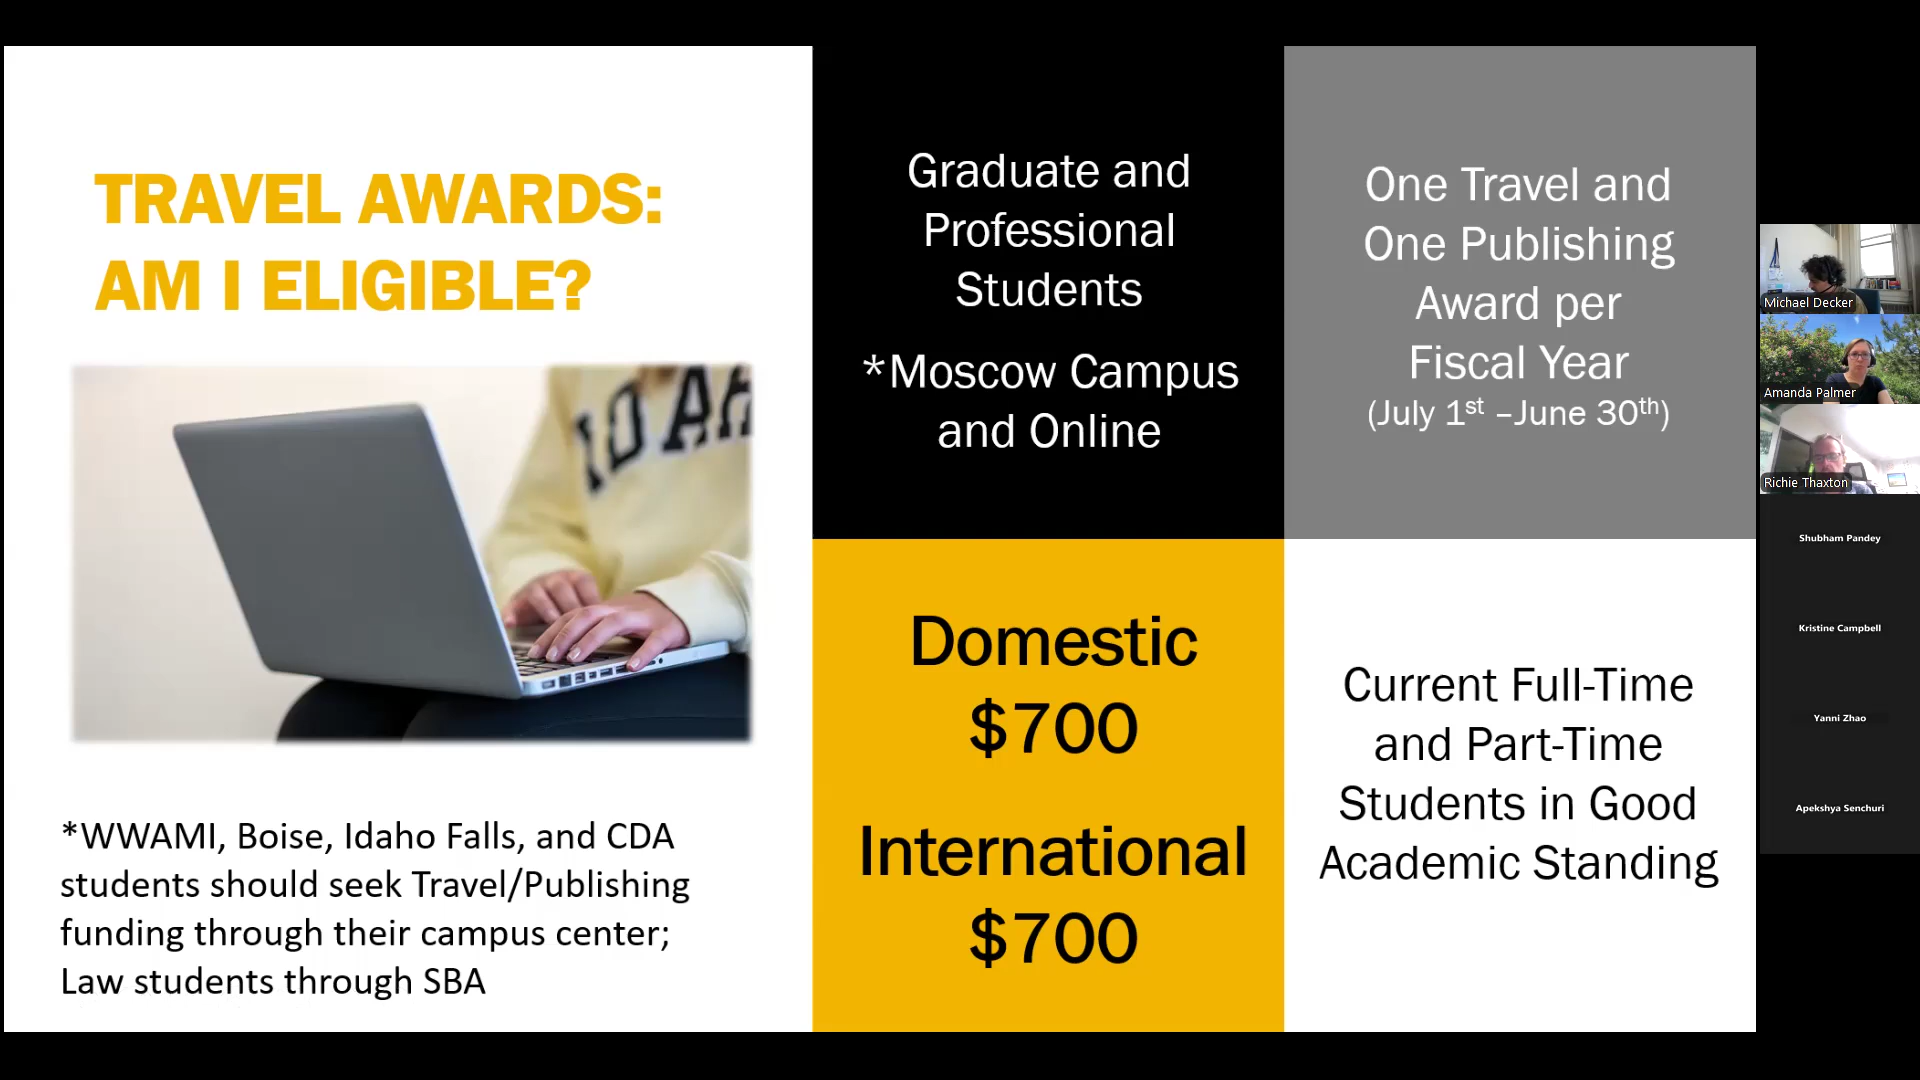 TRAVEL AWARDS:
AM I ELIGIBLE?
IDAH
*WWAMI, Boise, Idaho Falls, and CDA
students should seek Travel/Publishing
funding through their campus center;
Law students through SBA
Graduate and
Professional
Students
*Moscow Campus
and Online
One Travel and
One Publishing
Award per
Fiscal Year
(July 1st –June 30th)
Domestic
$700
International
$700
Current Full-Time
and Part-Time
Students in Good
Academic Standing
Michael Decker
Amanda Palmer
Richie Thaxton
Shubham Pandey
Kristine Campbell
Yanni Zhao
Apekshya Senchuri